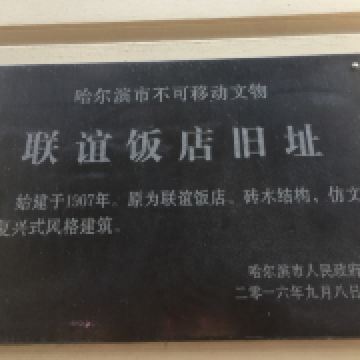 哈尔滨市不可移动文物
联谊饭店旧址
始建于1907年。原为联谊饭店。砖木结构，仿文
复兴式风格建筑。
哈尔滨市人民政府
二零一六年九月八日